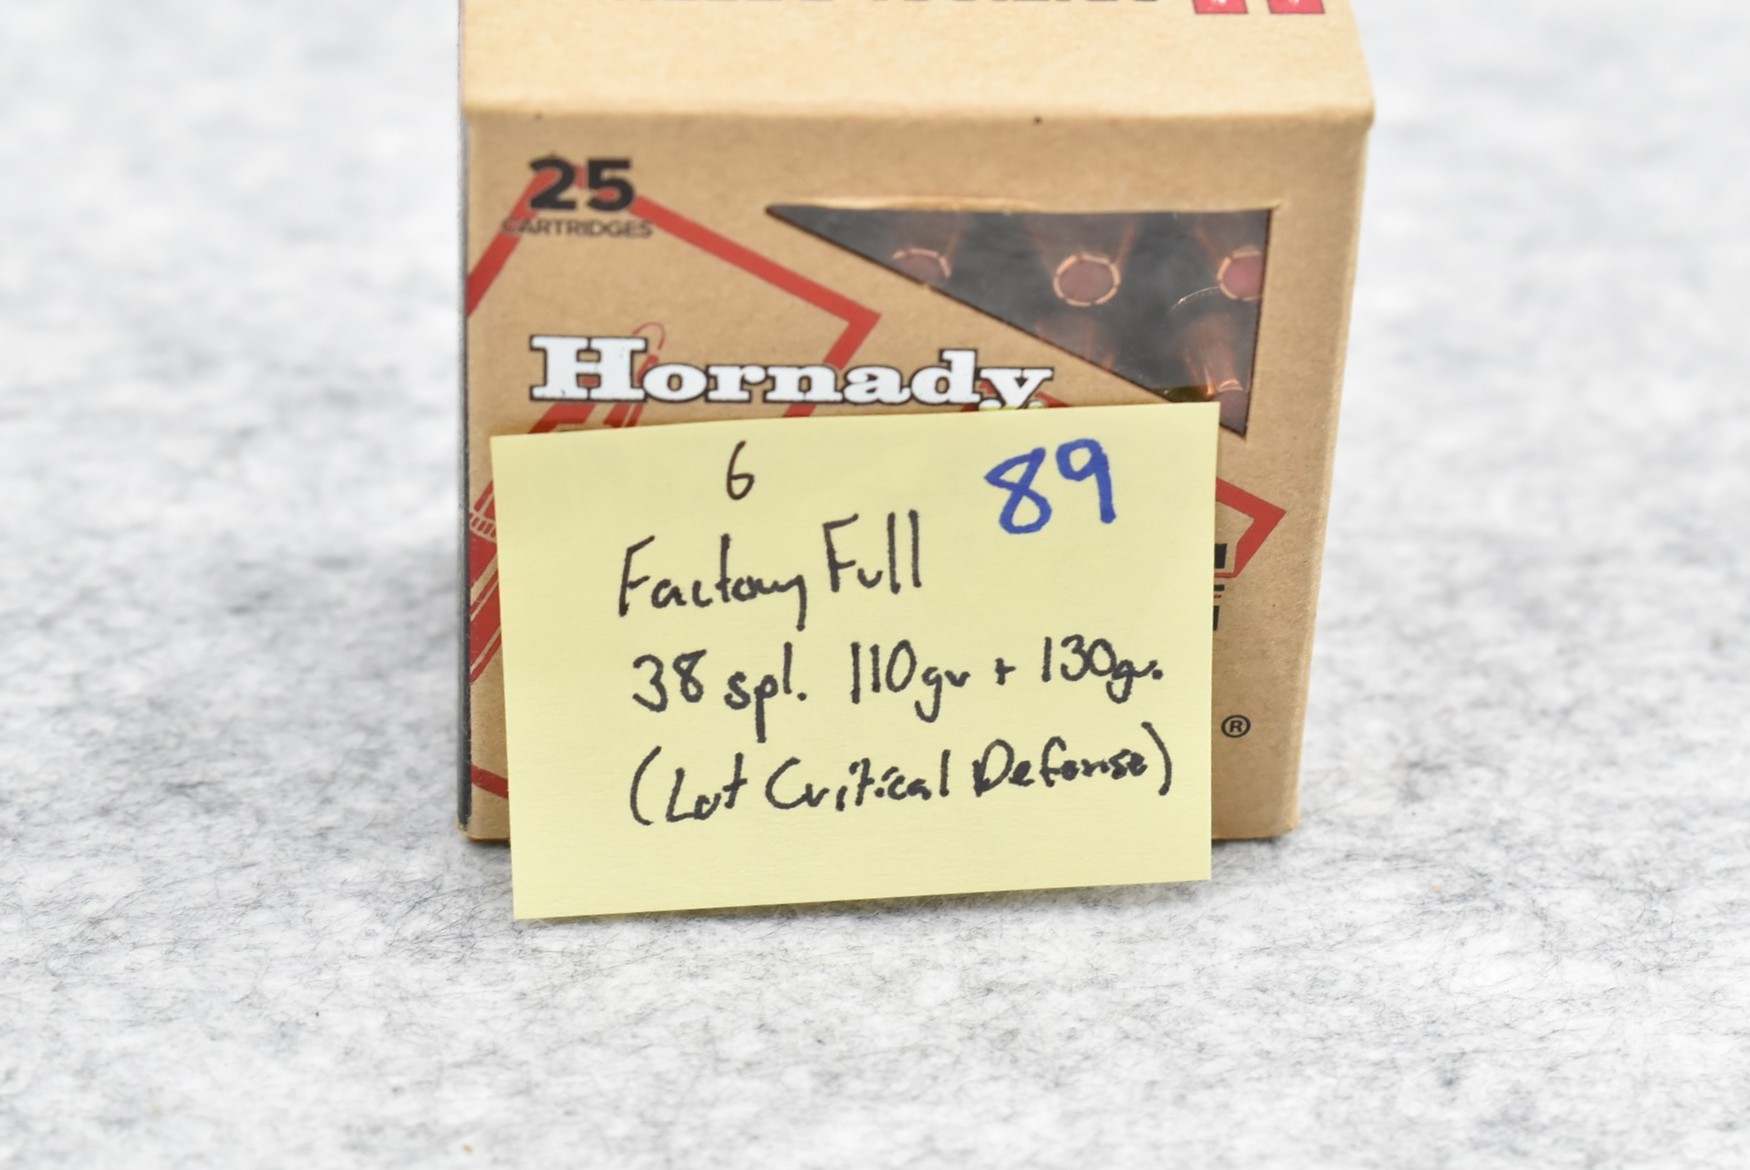 25
CARTRIDGES
Hornady
6
89
Factory Full
38 spl. 110gr + 130gr.
(Lot Critical Defense)
®